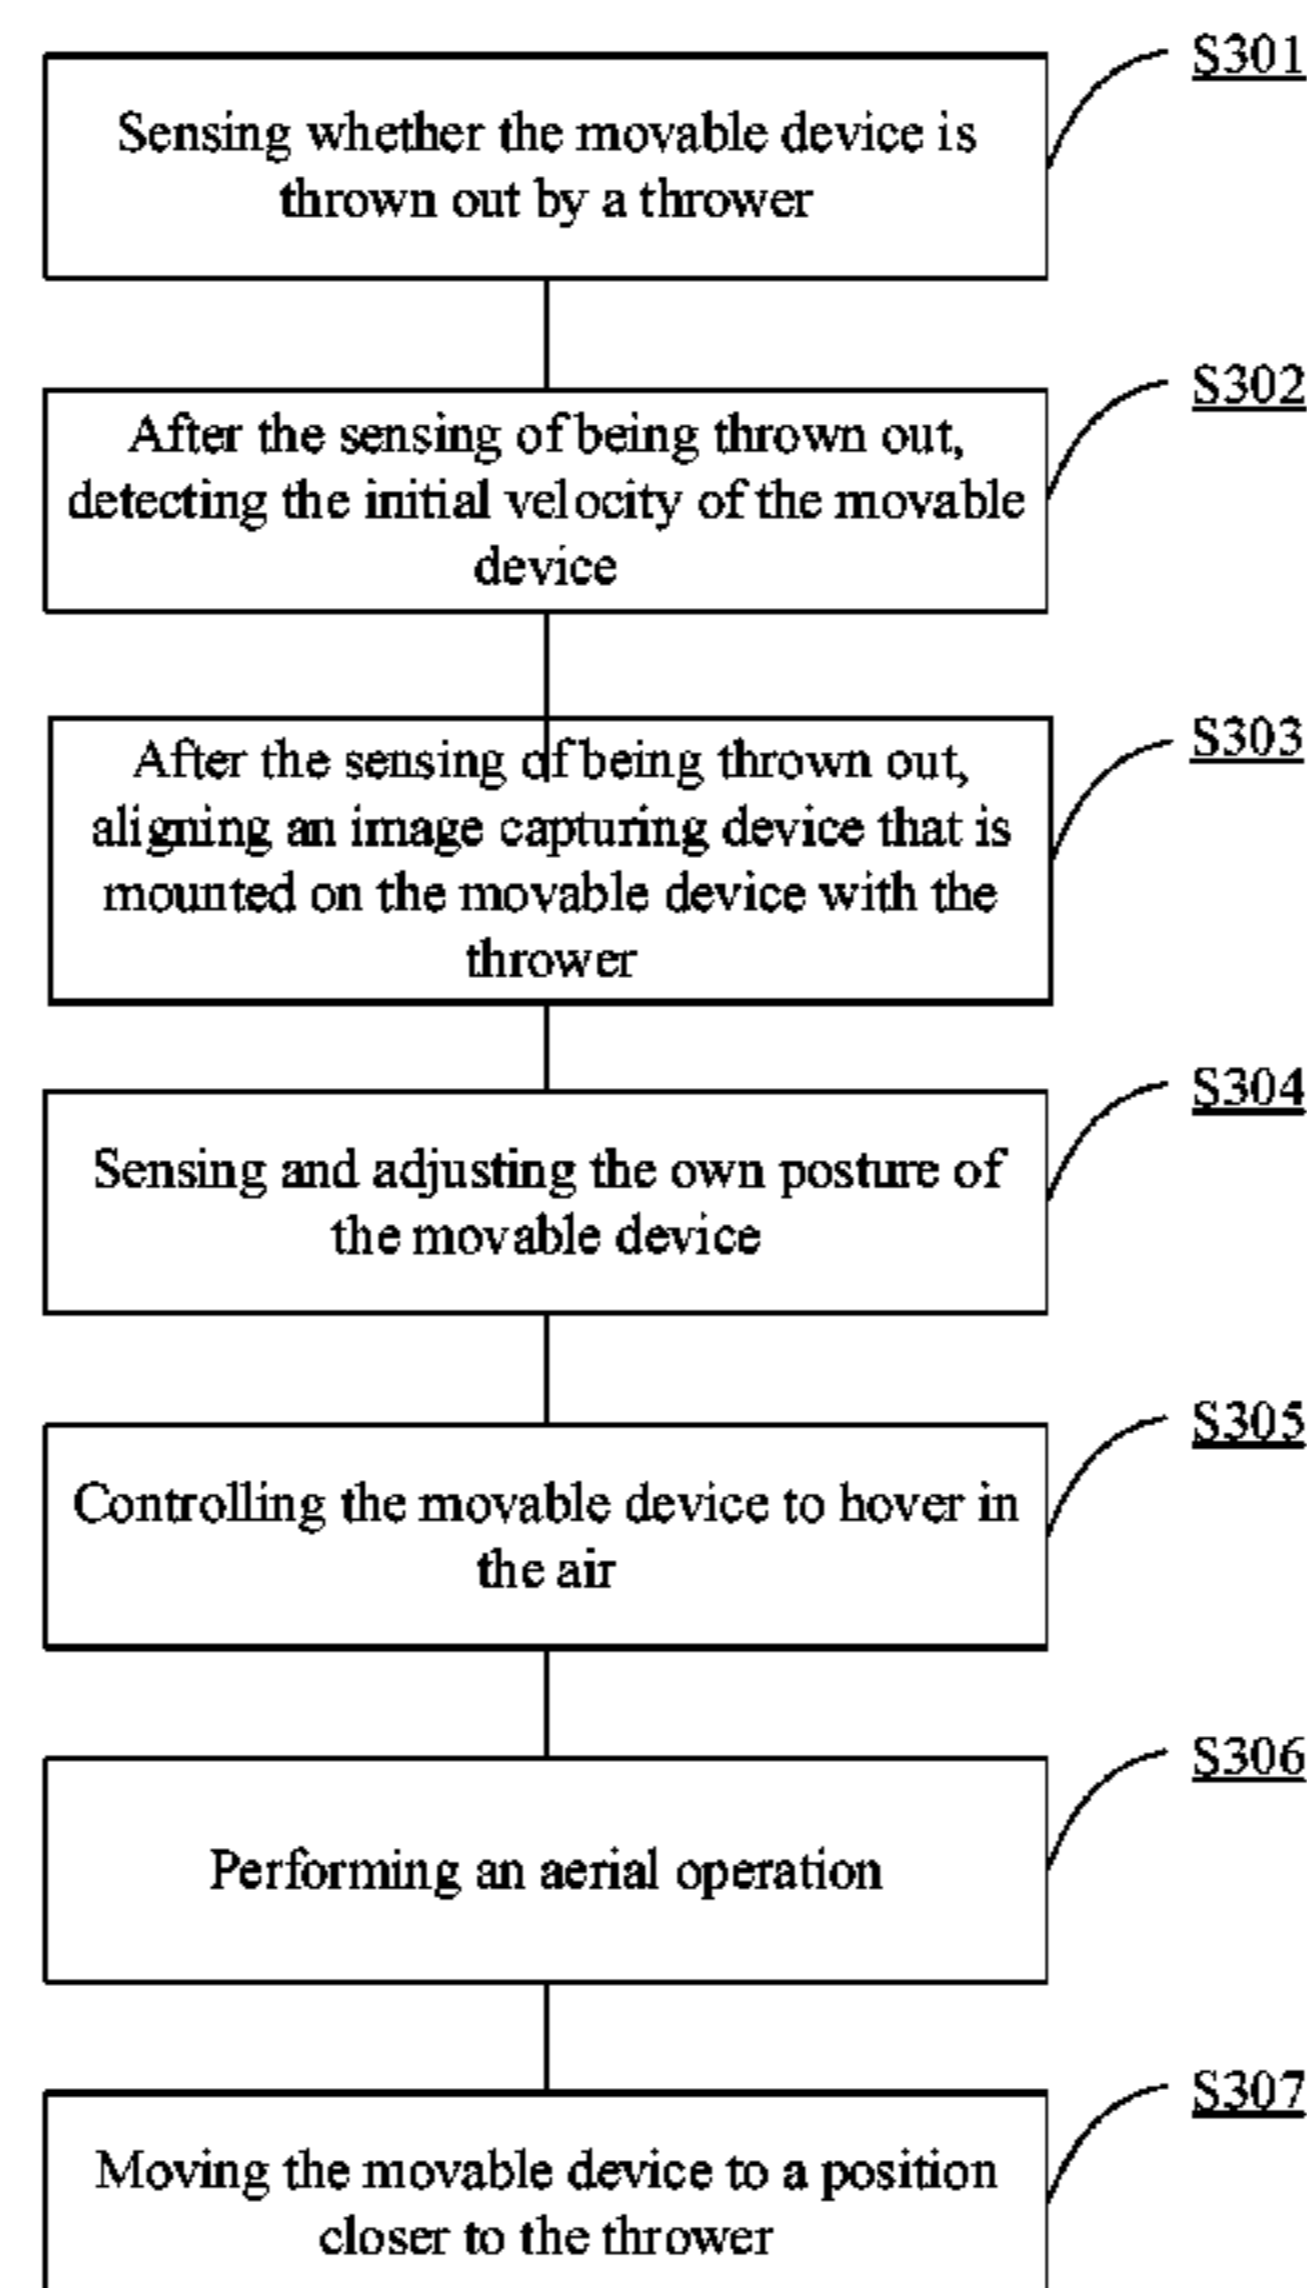 S301
Sensing whether the movable device is
thrown out by a thrower
S302
After the sensing of being thrown out,
detecting the initial velocity of the movable
device
S303
After the sensing of being thrown out,
aligning an image capturing device that is
mounted on the movable device with the
thrower
S304
Sensing and adjusting the own posture of
the movable device
S305
Controlling the movable device to hover in
the air
S306
Performing an aerial operation
S307
Moving the movable device to a position
closer to the thrower